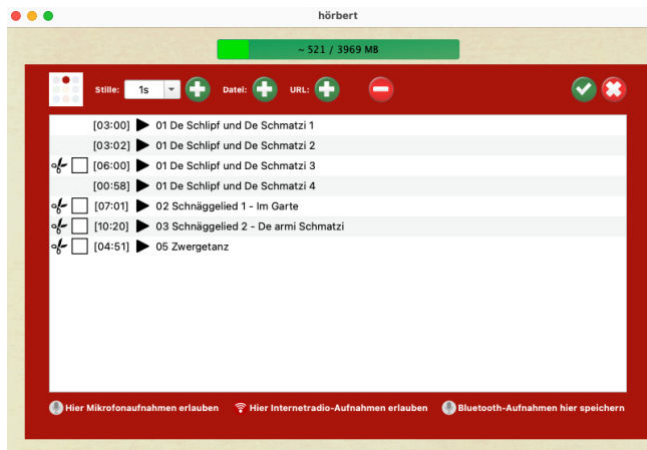 hörbert
~ 521 / 3969 MB
Stille: 1s Datei: URL:
[03:00] 01 De Schlipf und De Schmatzi 1
[03:02] 01 De Schlipf und De Schmatzi 2
[06:00] 01 De Schlipf und De Schmatzi 3
[00:58] 01 De Schlipf und De Schmatzi 4
[07:01] 02 Schnäggelied 1 - Im Garte
[10:20] 03 Schnäggelied 2 - De armi Schmatzi
[04:51] 05 Zwergetanz
Hier Mikrofonaufnahmen erlauben Hier Internetradio-Aufnahmen erlauben Bluetooth-Aufnahmen hier speichern